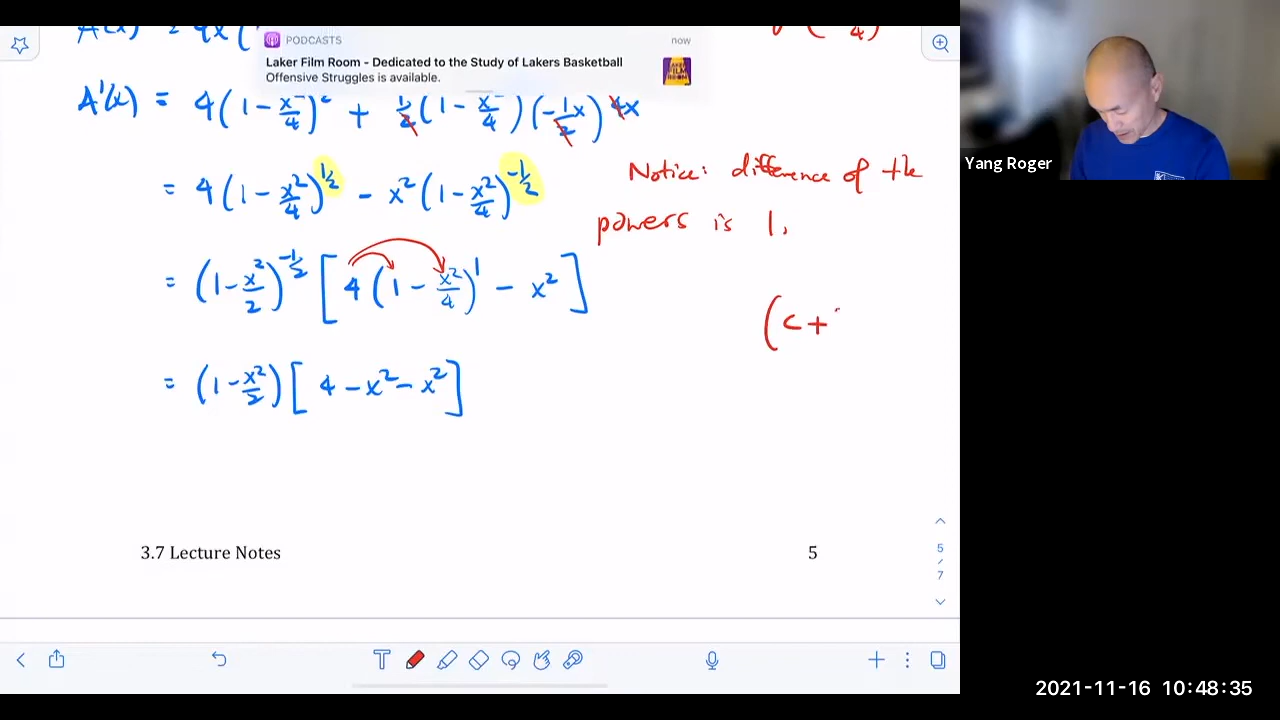 PODCASTS now
Laker Film Room - Dedicated to the Study of Lakers Basketball
Offensive Struggles is available.
A'(x) = 4(1 - x²/4)^½ + ½(1 - x²/4)(-½x) 4x
= 4(1 - x²/4)^½ - x²(1 - x²/4)^-½
Notice: difference of the
powers is 1.
= (1 - x²/2)^-½ [ 4(1 - x²/4)^1 - x² ]
(c +
= (1 - x²/2) [ 4 - x² - x² ]
3.7 Lecture Notes 5
5
/
7
Yang Roger
2021-11-16 10:48:35